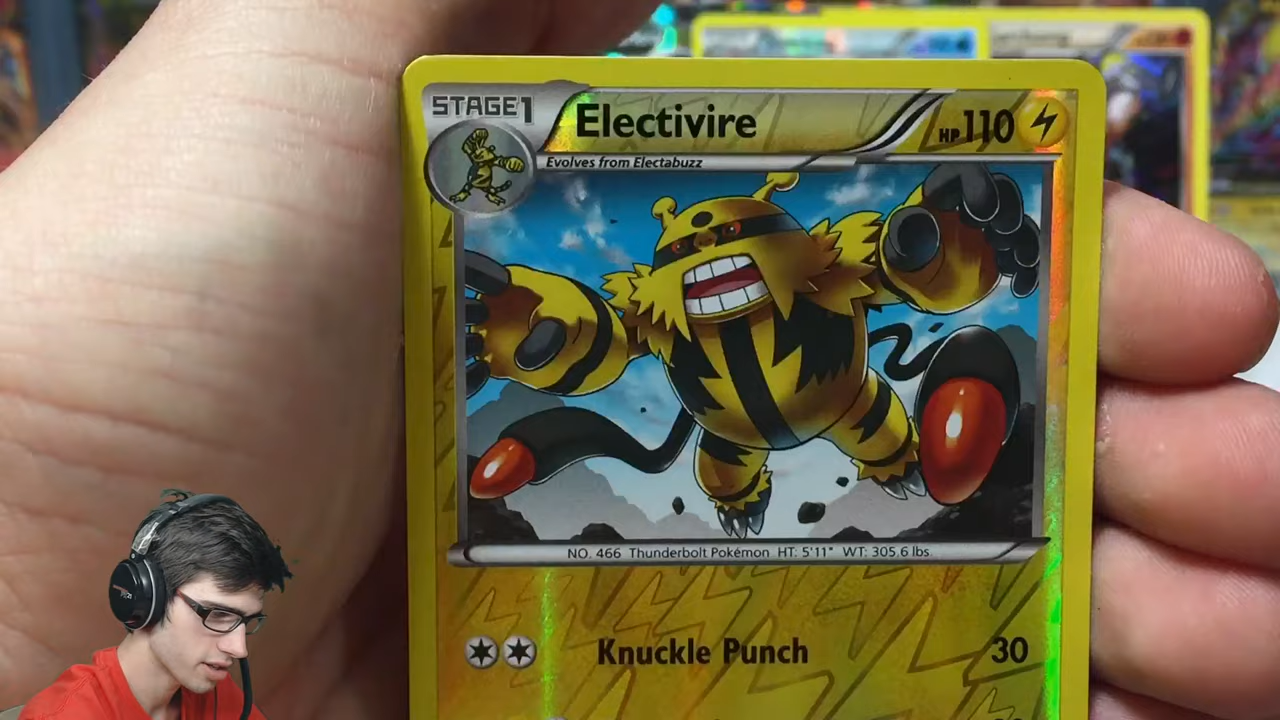 STAGE1
Electivire
HP110
Evolves from Electabuzz
NO. 466 Thunderbolt Pokémon HT: 5'11" WT: 305.6 lbs.
Knuckle Punch 30